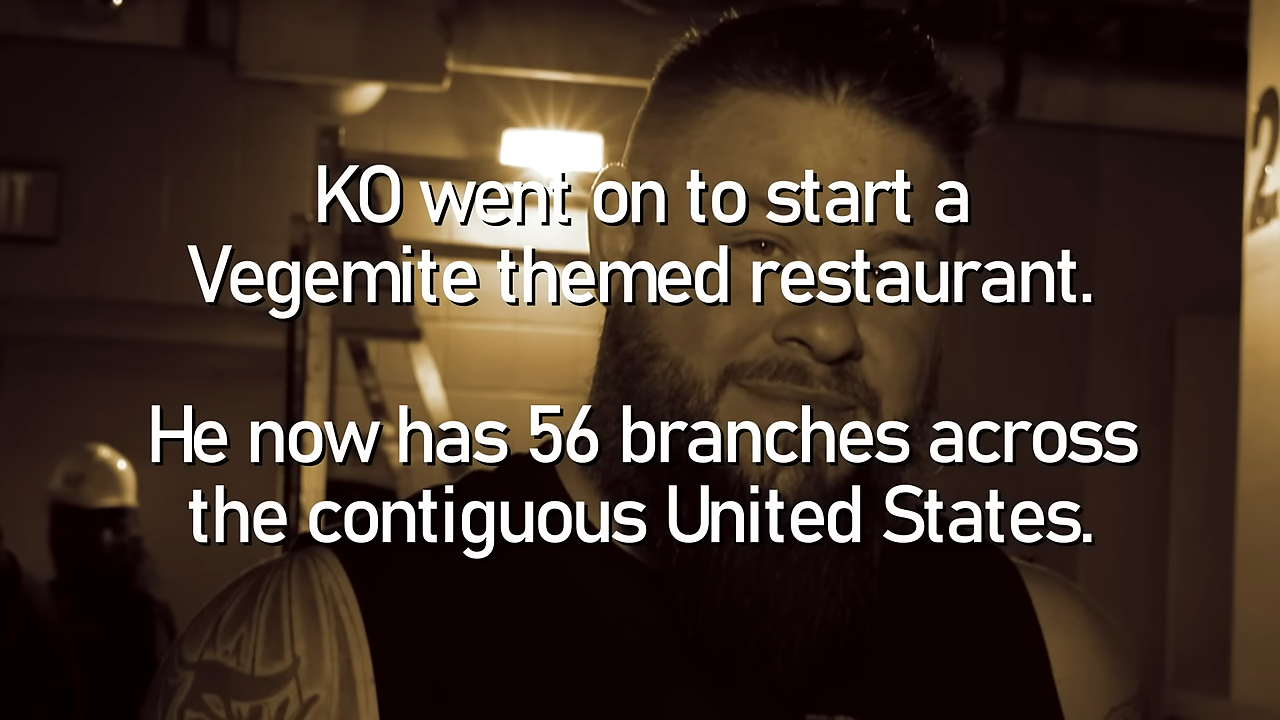 KO went on to start a
Vegemite themed restaurant.
He now has 56 branches across
the contiguous United States.